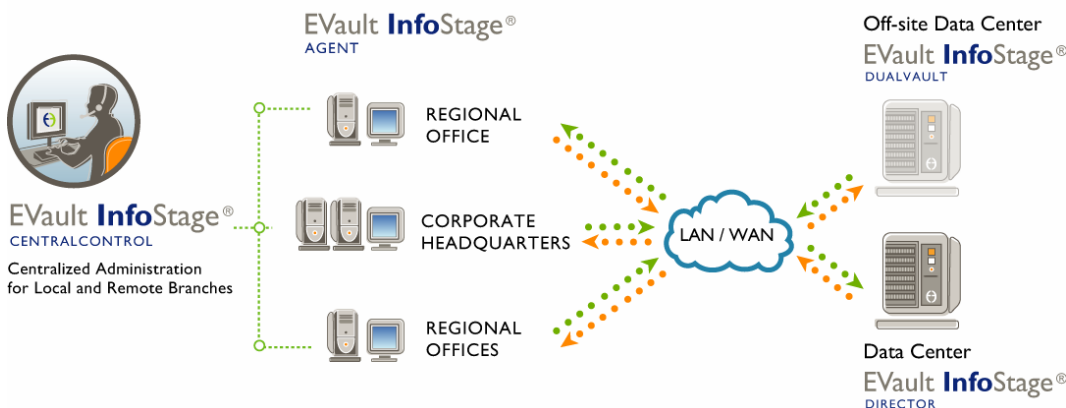 EVault InfoStage®
AGENT
Off-site Data Center
EVault InfoStage®
DUALVAULT
REGIONAL
OFFICE
EVault InfoStage®
CENTRALCONTROL
Centralized Administration
for Local and Remote Branches
CORPORATE
HEADQUARTERS
LAN / WAN
REGIONAL
OFFICES
Data Center
EVault InfoStage®
DIRECTOR